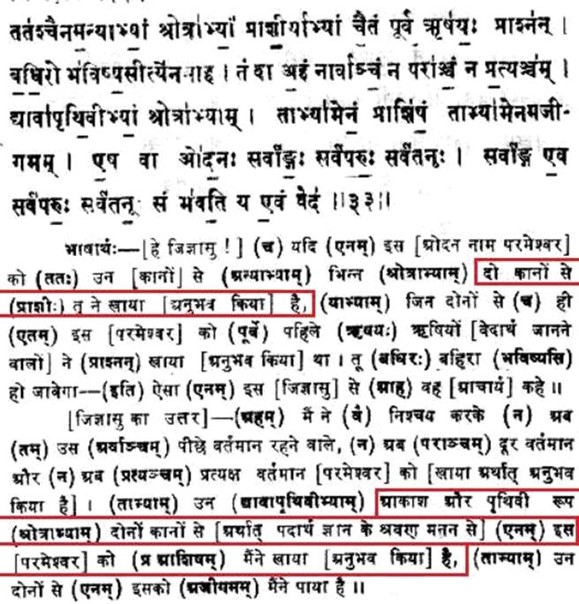 ततश्चैनमन्याभ्यां श्रोत्राभ्यां प्राशीर्याभ्यां चैतं पूर्व ऋषयः प्राश्नन् ।
बधिरो भविष्यसीत्येनमाह । तं वा अहं नार्वाञ्चं न पराञ्चं न प्रत्यञ्चम् ।
द्यावापृथिवीभ्यां श्रोत्राभ्याम् । ताभ्यामेनं प्राशिषं ताभ्यामेनमजी-
गमम् । एष वा ओदनः सर्वाङ्गः सर्वपरुः सर्वतनूः । सर्वाङ्ग एव
सर्वपरुः सर्वतनूः सं भवति य एवं वेद ॥३३॥
भावार्थः—[हे जिज्ञासु !] (च) यदि (एनम्) इस [ओदन नाम परमेश्वर]
को (ततः) उन [कानों] से (अन्याभ्याम्) भिन्न (श्रोत्राभ्याम्) दो कानों से
(प्राशीः) तू ने खाया [अनुभव किया] है, (याभ्याम्) जिन दोनों से (च) ही
(एतम्) इस [परमेश्वर] को (पूर्वे) पहिले (ऋषयः) ऋषियों [वेदार्थ जानने
वालों] ने (प्राश्नन्) खाया [अनुभव किया] था । तू (बधिरः) बहिरा (भविष्यसि)
हो जावेगा—(इति) ऐसा (एनम्) इस [जिज्ञासु] से (आह) वह [आचार्य] कहे ॥
[जिज्ञासु का उत्तर]—(अहम्) मैं ने (वै) निश्चय करके (न) अब
(तम्) उस (अर्वाञ्चम्) पीछे वर्तमान रहने वाले, (न) अब (पराञ्चम्) दूर वर्तमान
और (न) अब (प्रत्यञ्चम्) प्रत्यक्ष वर्तमान [परमेश्वर] को [खाया अर्थात् अनुभव
किया है] । (ताभ्याम्) उन (द्यावापृथिवीभ्याम्) आकाश और पृथिवी रूप
(श्रोत्राभ्याम्) दोनों कानों से [अर्थात् पदार्थ ज्ञान के श्रवण मनन से] (एनम्) इस
[परमेश्वर] को (प्र आशिषम्) मैंने खाया [अनुभव किया] है, (ताभ्याम्) उन
दोनों से (एनम्) इसको (अजीगमम्) मैंने पाया है ॥